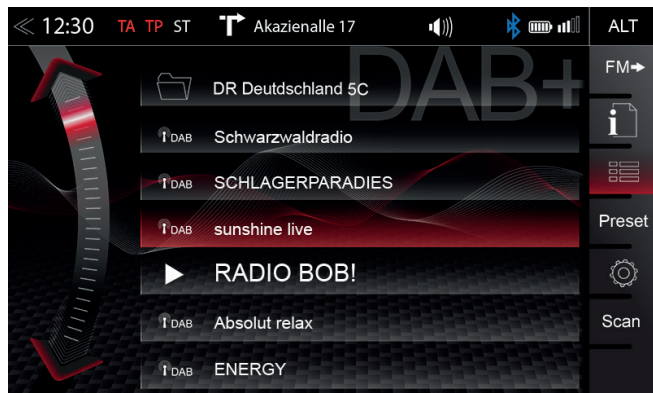 12:30 TA TP ST Akazienalle 17 ALT
DAB+
FM
DR Deutdschland 5C
i
DAB Schwarzwaldradio
DAB SCHLAGERPARADIES
DAB sunshine live
Preset
RADIO BOB!
DAB Absolut relax
Scan
DAB ENERGY